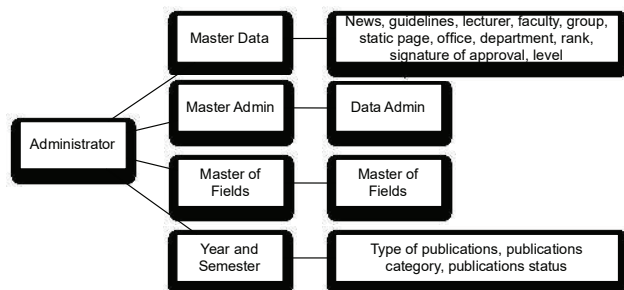 Master Data
News, guidelines, lecturer, faculty, group,
static page, office, department, rank,
signature of approval, level
Master Admin
Data Admin
Administrator
Master of
Fields
Master of
Fields
Year and
Semester
Type of publications, publications
category, publications status